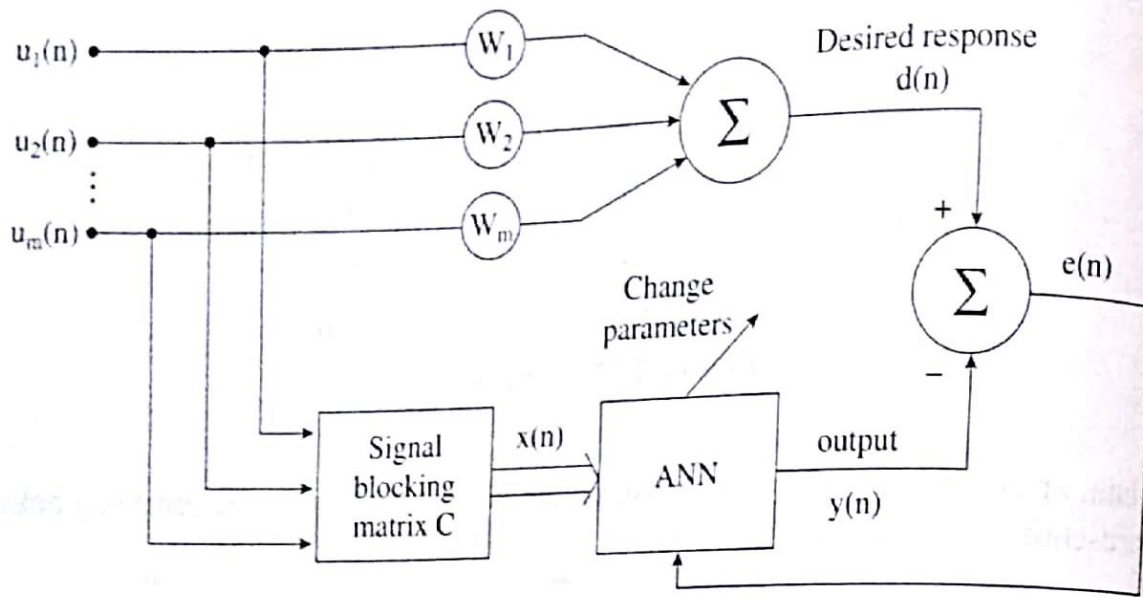 u₁(n)
W₁
Desired response
d(n)
Σ
u₂(n)
W₂
uₘ(n)
Wₘ
+
e(n)
Σ
Change
parameters
−
Signal
blocking
matrix C
x(n)
ANN
output
y(n)